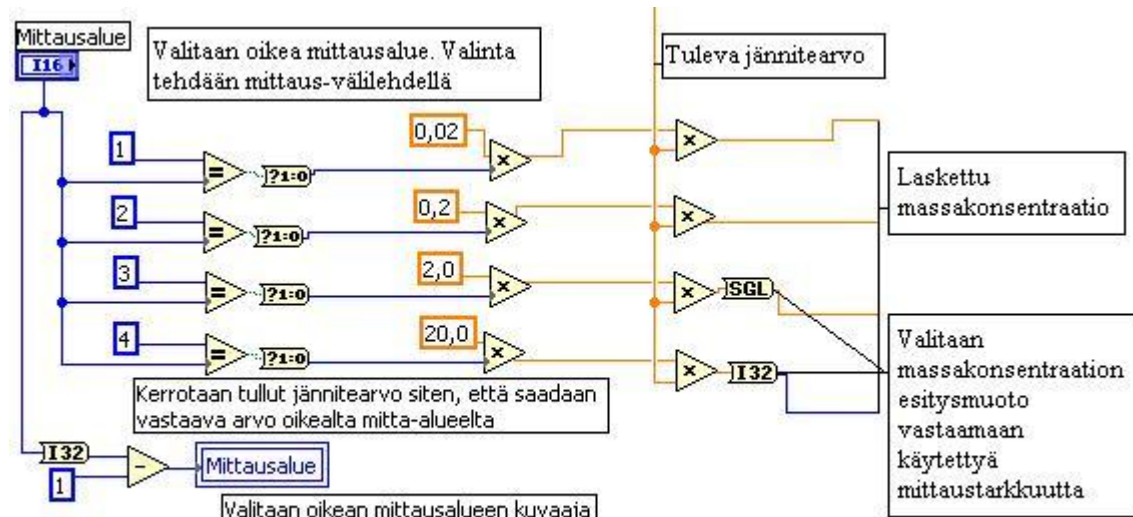 Mittausalue
I16
Valitaan oikea mittausalue. Valinta
tehdään mittaus-välilehdellä
Tuleva jännitearvo
1
=
?1:0
0,02
×
×
Laskettu
massakonsentraatio
2
=
?1:0
0,2
×
×
3
=
?1:0
2,0
×
×
SGL
4
=
?1:0
20,0
×
×
I32
Valitaan
massakonsentraation
esitysmuoto
vastaamaan
käytettyä
mittaustarkkuutta
Kerrotaan tullut jännitearvo siten, että saadaan
vastaava arvo oikealta mitta-alueelta
I32
1
-
Mittausalue
Valitaan oikean mittausalueen kuvaaja